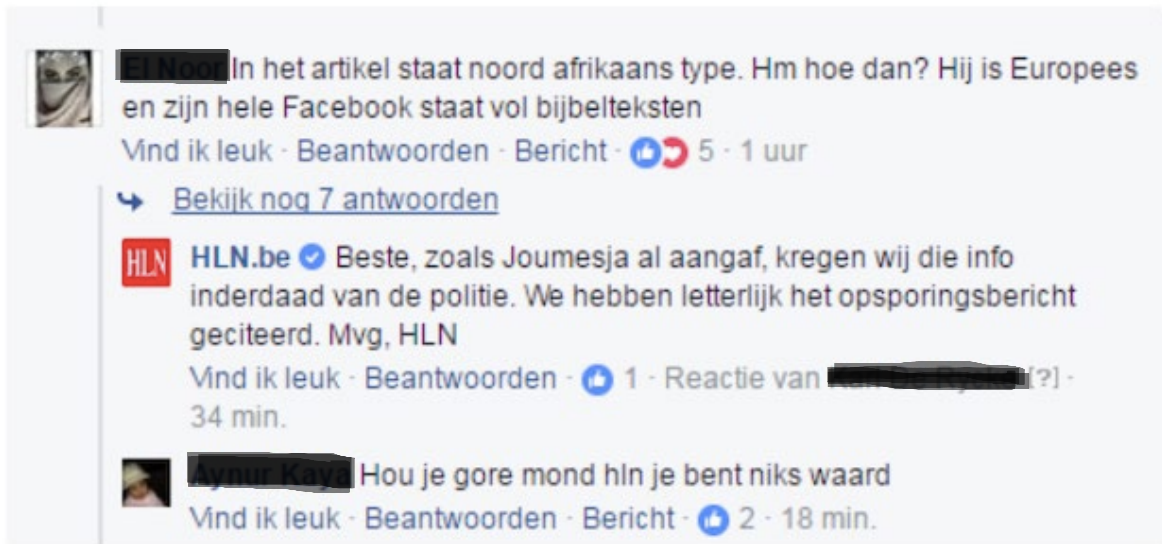 In het artikel staat noord afrikaans type. Hm hoe dan? Hij is Europees
en zijn hele Facebook staat vol bijbelteksten
Vind ik leuk · Beantwoorden · Bericht · 5 · 1 uur
Bekijk nog 7 antwoorden
HLN HLN.be Beste, zoals Joumesja al aangaf, kregen wij die info
inderdaad van de politie. We hebben letterlijk het opsporingsbericht
geciteerd. Mvg, HLN
Vind ik leuk · Beantwoorden · 1 · Reactie van [?] ·
34 min.
Hou je gore mond hln je bent niks waard
Vind ik leuk · Beantwoorden · Bericht · 2 · 18 min.